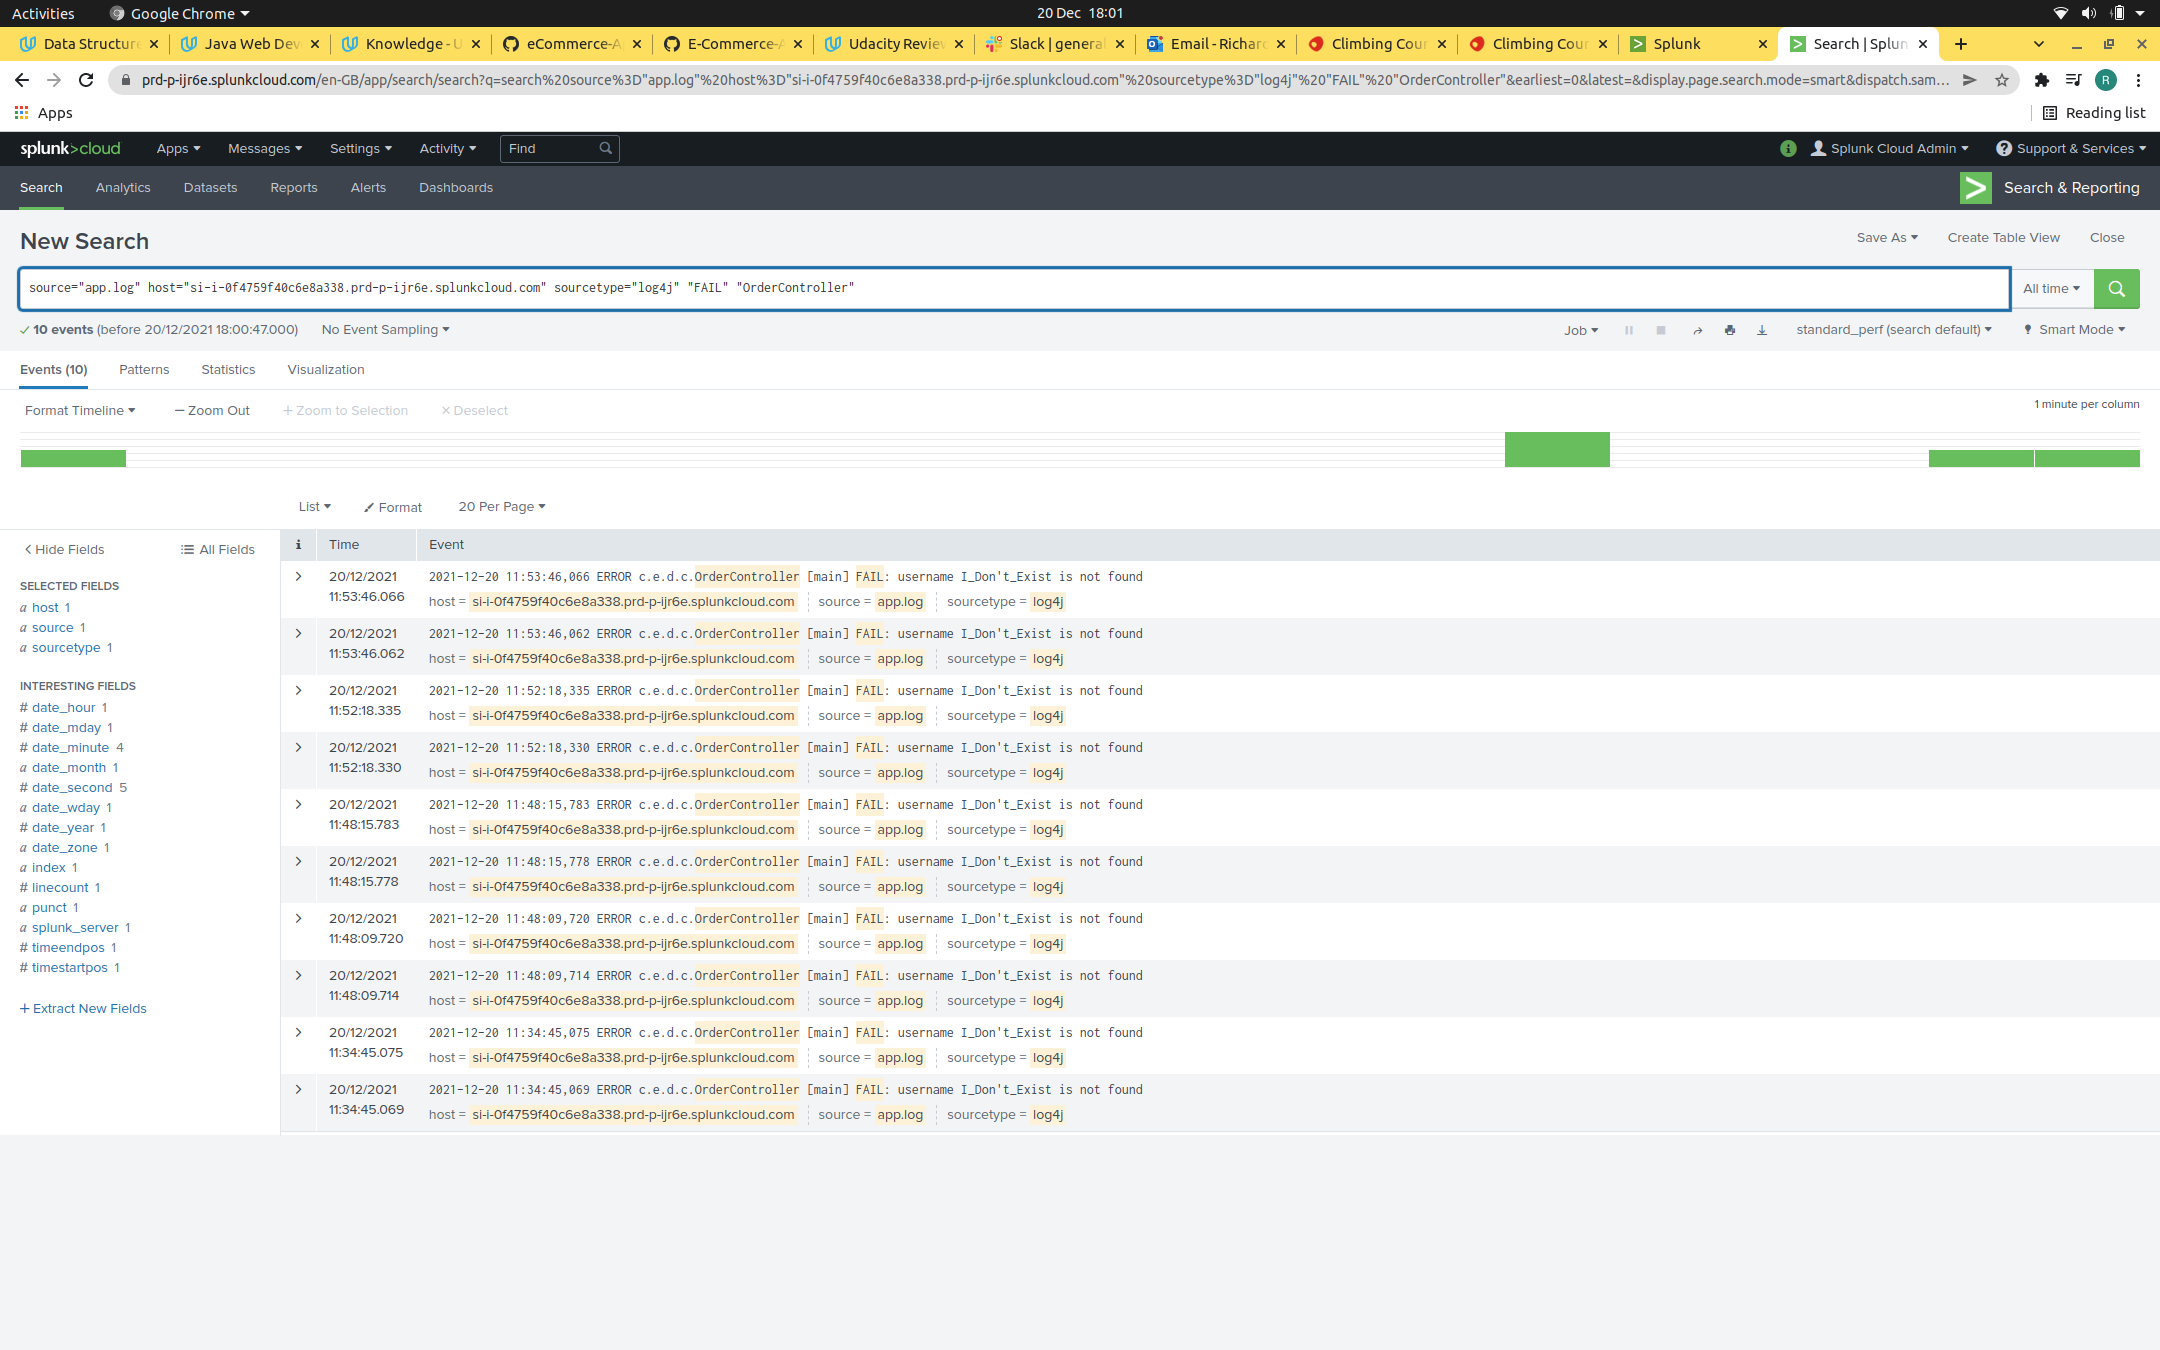 Activities Google Chrome 20 Dec 18:01
Data Structure Java Web Dev Knowledge - U eCommerce-A E-Commerce-A Udacity Review Slack | general Email - Richard Climbing Cour Climbing Cour Splunk Search | Splun
prd-p-ijr6e.splunkcloud.com/en-GB/app/search/search?q=search%20source%3D"app.log"%20host%3D"si-i-0f4759f40c6e8a338.prd-p-ijr6e.splunkcloud.com"%20sourcetype%3D"log4j"%20"FAIL"%20"OrderController"&earliest=0&latest=&display.page.search.mode=smart&dispatch.sam... R
Apps Reading list
splunk>cloud Apps Messages Settings Activity Find Splunk Cloud Admin Support & Services
Search Analytics Datasets Reports Alerts Dashboards Search & Reporting
New Search Save As Create Table View Close
source="app.log" host="si-i-0f4759f40c6e8a338.prd-p-ijr6e.splunkcloud.com" sourcetype="log4j" "FAIL" "OrderController" All time
10 events (before 20/12/2021 18:00:47.000) No Event Sampling Job standard_perf (search default) Smart Mode
Events (10) Patterns Statistics Visualization
Format Timeline — Zoom Out + Zoom to Selection × Deselect 1 minute per column
List Format 20 Per Page
< Hide Fields All Fields
SELECTED FIELDS
a host 1
a source 1
a sourcetype 1
INTERESTING FIELDS
# date_hour 1
# date_mday 1
# date_minute 4
a date_month 1
# date_second 5
a date_wday 1
# date_year 1
a date_zone 1
a index 1
# linecount 1
a punct 1
a splunk_server 1
# timeendpos 1
# timestartpos 1
+ Extract New Fields
i Time Event
20/12/2021 2021-12-20 11:53:46,066 ERROR c.e.d.c.OrderController [main] FAIL: username I_Don't_Exist is not found
11:53:46.066 host = si-i-0f4759f40c6e8a338.prd-p-ijr6e.splunkcloud.com source = app.log sourcetype = log4j
20/12/2021 2021-12-20 11:53:46,062 ERROR c.e.d.c.OrderController [main] FAIL: username I_Don't_Exist is not found
11:53:46.062 host = si-i-0f4759f40c6e8a338.prd-p-ijr6e.splunkcloud.com source = app.log sourcetype = log4j
20/12/2021 2021-12-20 11:52:18,335 ERROR c.e.d.c.OrderController [main] FAIL: username I_Don't_Exist is not found
11:52:18.335 host = si-i-0f4759f40c6e8a338.prd-p-ijr6e.splunkcloud.com source = app.log sourcetype = log4j
20/12/2021 2021-12-20 11:52:18,330 ERROR c.e.d.c.OrderController [main] FAIL: username I_Don't_Exist is not found
11:52:18.330 host = si-i-0f4759f40c6e8a338.prd-p-ijr6e.splunkcloud.com source = app.log sourcetype = log4j
20/12/2021 2021-12-20 11:48:15,783 ERROR c.e.d.c.OrderController [main] FAIL: username I_Don't_Exist is not found
11:48:15.783 host = si-i-0f4759f40c6e8a338.prd-p-ijr6e.splunkcloud.com source = app.log sourcetype = log4j
20/12/2021 2021-12-20 11:48:15,778 ERROR c.e.d.c.OrderController [main] FAIL: username I_Don't_Exist is not found
11:48:15.778 host = si-i-0f4759f40c6e8a338.prd-p-ijr6e.splunkcloud.com source = app.log sourcetype = log4j
20/12/2021 2021-12-20 11:48:09,720 ERROR c.e.d.c.OrderController [main] FAIL: username I_Don't_Exist is not found
11:48:09.720 host = si-i-0f4759f40c6e8a338.prd-p-ijr6e.splunkcloud.com source = app.log sourcetype = log4j
20/12/2021 2021-12-20 11:48:09,714 ERROR c.e.d.c.OrderController [main] FAIL: username I_Don't_Exist is not found
11:48:09.714 host = si-i-0f4759f40c6e8a338.prd-p-ijr6e.splunkcloud.com source = app.log sourcetype = log4j
20/12/2021 2021-12-20 11:34:45,075 ERROR c.e.d.c.OrderController [main] FAIL: username I_Don't_Exist is not found
11:34:45.075 host = si-i-0f4759f40c6e8a338.prd-p-ijr6e.splunkcloud.com source = app.log sourcetype = log4j
20/12/2021 2021-12-20 11:34:45,069 ERROR c.e.d.c.OrderController [main] FAIL: username I_Don't_Exist is not found
11:34:45.069 host = si-i-0f4759f40c6e8a338.prd-p-ijr6e.splunkcloud.com source = app.log sourcetype = log4j